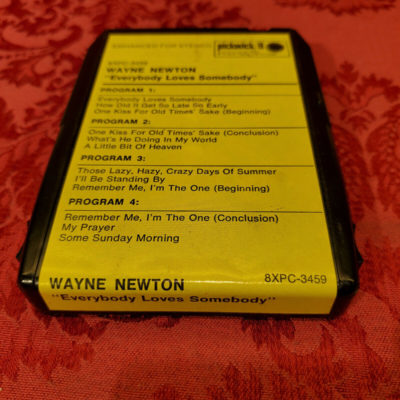 ENHANCED FOR STEREO
pickwick 8
8XPC-3459
WAYNE NEWTON
"Everybody Loves Somebody"
PROGRAM 1:
Everybody Loves Somebody
How Did It Get So Late So Early
One Kiss For Old Times' Sake (Beginning)
PROGRAM 2:
One Kiss For Old Times' Sake (Conclusion)
What's He Doing In My World
A Little Bit Of Heaven
PROGRAM 3:
Those Lazy, Hazy, Crazy Days Of Summer
I'll Be Standing By
Remember Me, I'm The One (Beginning)
PROGRAM 4:
Remember Me, I'm The One (Conclusion)
My Prayer
Some Sunday Morning
WAYNE NEWTON 8XPC-3459
"Everybody Loves Somebody"